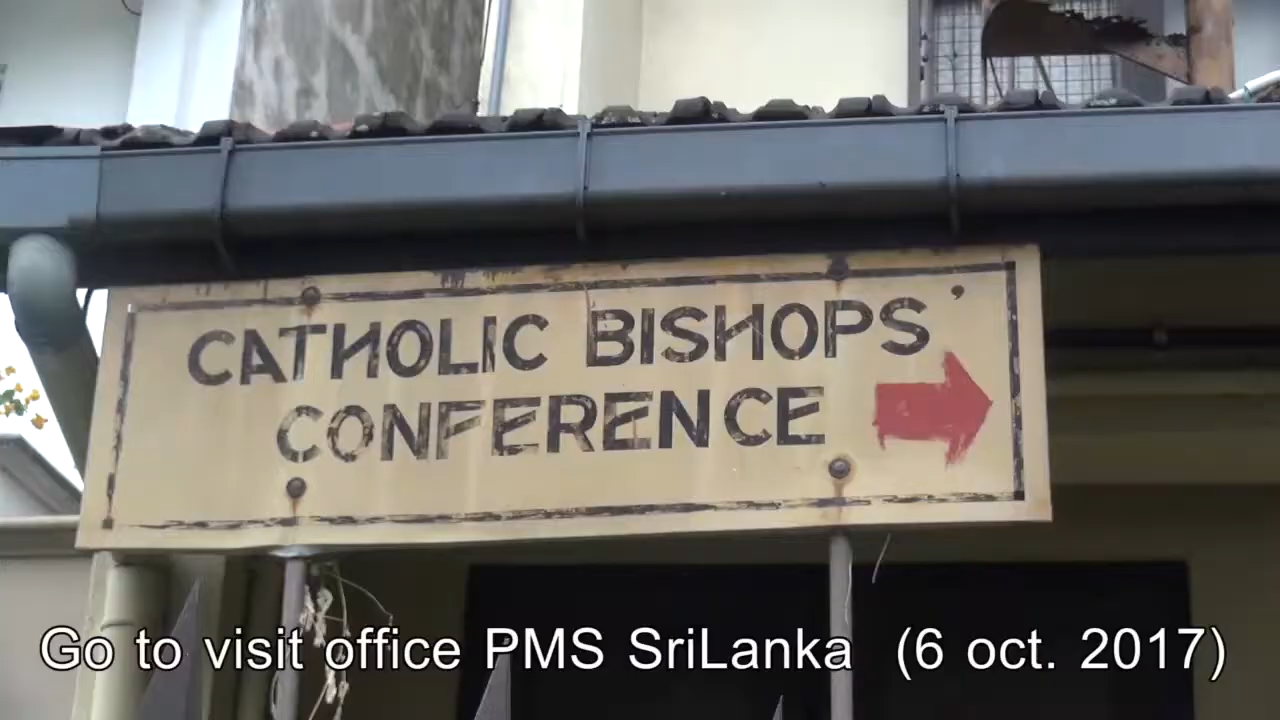 CATHOLIC BISHOPS'
CONFERENCE
Go to visit office PMS SriLanka (6 oct. 2017)